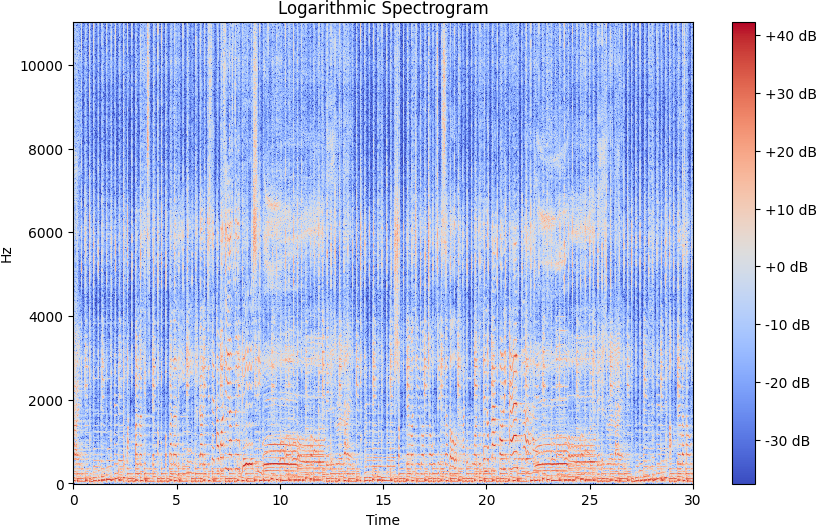 Logarithmic Spectrogram
10000
8000
6000
4000
2000
0
Hz
0 5 10 15 20 25 30
Time
+40 dB
+30 dB
+20 dB
+10 dB
+0 dB
-10 dB
-20 dB
-30 dB